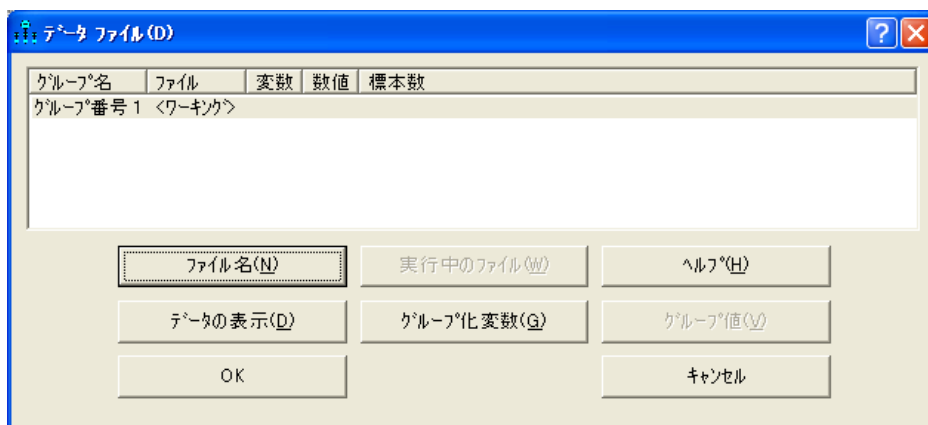 ﾃﾞｰﾀ ﾌｧｲﾙ(D)
ｸﾞﾙｰﾌﾟ名 ﾌｧｲﾙ 変数 数値 標本数
ｸﾞﾙｰﾌﾟ番号 1 <ﾜｰｷﾝｸﾞ>
ﾌｧｲﾙ名(N) 実行中のﾌｧｲﾙ(W) ﾍﾙﾌﾟ(H)
ﾃﾞｰﾀの表示(D) ｸﾞﾙｰﾌﾟ化変数(G) ｸﾞﾙｰﾌﾟ値(V)
OK ｷｬﾝｾﾙ